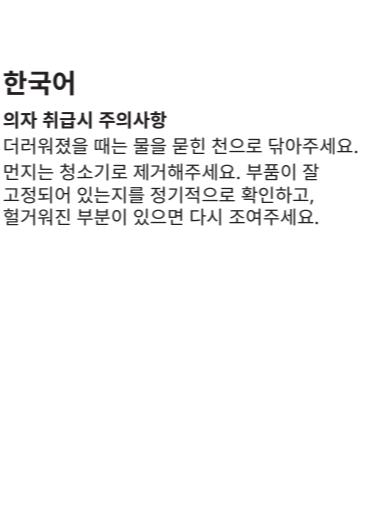 한국어
의자 취급시 주의사항
더러워졌을 때는 물을 묻힌 천으로 닦아주세요.
먼지는 청소기로 제거해주세요. 부품이 잘
고정되어 있는지를 정기적으로 확인하고,
헐거워진 부분이 있으면 다시 조여주세요.